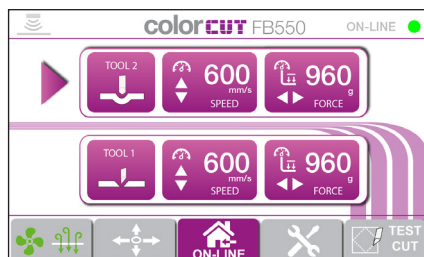 colorcut FB550
ON-LINE
TOOL 2
600
mm/s
SPEED
960
g
FORCE
TOOL 1
600
mm/s
SPEED
960
g
FORCE
ON-LINE
TEST
CUT